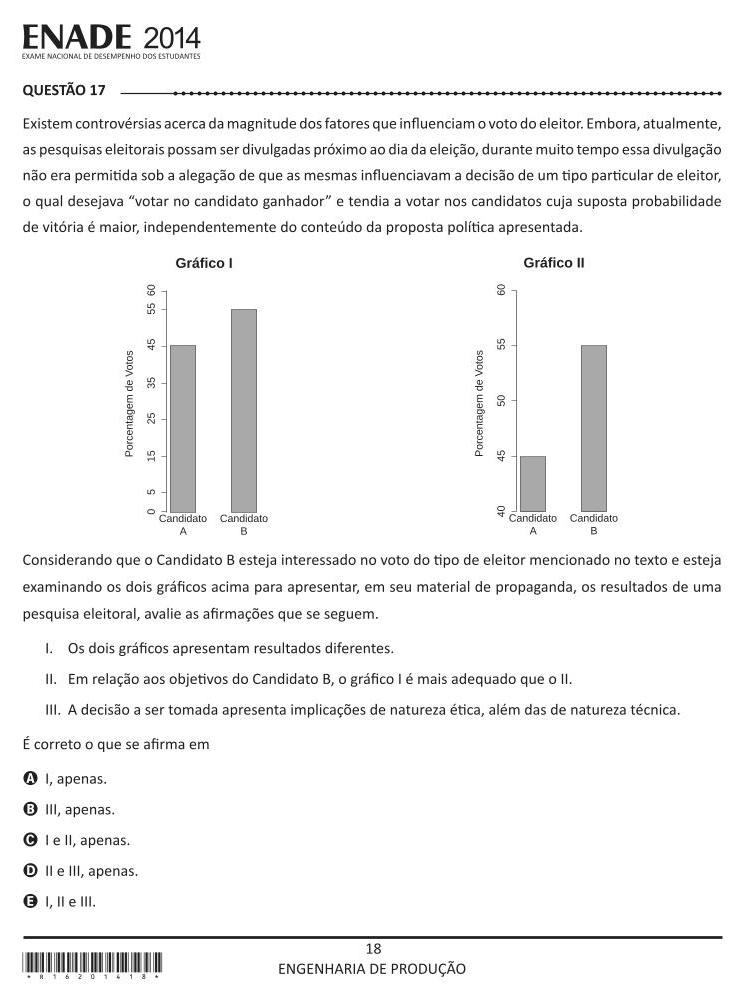 ENADE 2014
EXAME NACIONAL DE DESEMPENHO DOS ESTUDANTES
QUESTÃO 17
Existem controvérsias acerca da magnitude dos fatores que influenciam o voto do eleitor. Embora, atualmente,
as pesquisas eleitorais possam ser divulgadas próximo ao dia da eleição, durante muito tempo essa divulgação
não era permitida sob a alegação de que as mesmas influenciavam a decisão de um tipo particular de eleitor,
o qual desejava “votar no candidato ganhador” e tendia a votar nos candidatos cuja suposta probabilidade
de vitória é maior, independentemente do conteúdo da proposta política apresentada.
Gráfico I
Porcentagem de Votos
60
55
45
35
25
15
5
0
Candidato A
Candidato B
Gráfico II
Porcentagem de Votos
60
55
50
45
40
Candidato A
Candidato B
Considerando que o Candidato B esteja interessado no voto do tipo de eleitor mencionado no texto e esteja
examinando os dois gráficos acima para apresentar, em seu material de propaganda, os resultados de uma
pesquisa eleitoral, avalie as afirmações que se seguem.
I. Os dois gráficos apresentam resultados diferentes.
II. Em relação aos objetivos do Candidato B, o gráfico I é mais adequado que o II.
III. A decisão a ser tomada apresenta implicações de natureza ética, além das de natureza técnica.
É correto o que se afirma em
A I, apenas.
B III, apenas.
C I e II, apenas.
D II e III, apenas.
E I, II e III.
18
ENGENHARIA DE PRODUÇÃO
* R 1 6 2 0 1 4 1 8 *